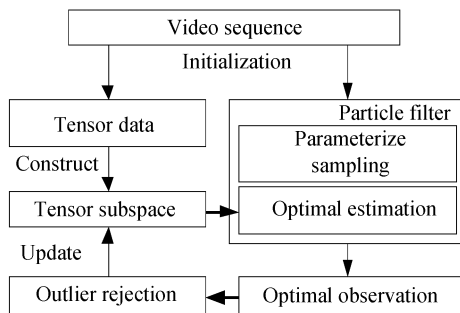 Video sequence
Initialization
Tensor data
Particle filter
Parameterize
sampling
Construct
Tensor subspace
Optimal estimation
Update
Outlier rejection
Optimal observation